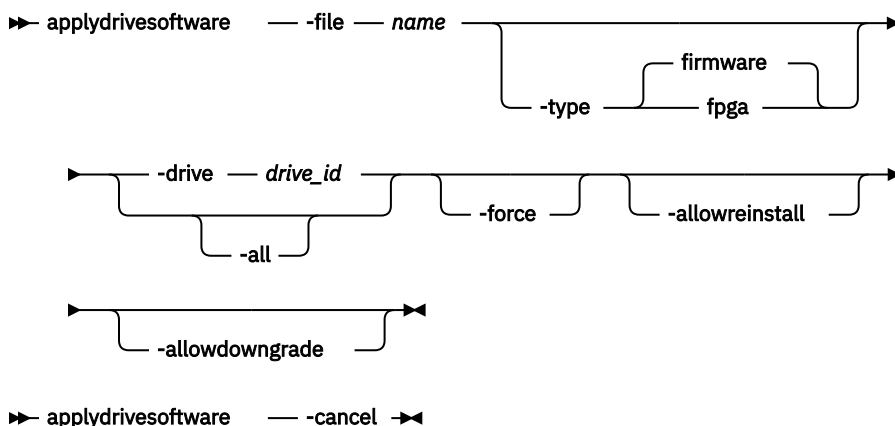 applydrivesoftware -file name
firmware
-type fpga
-drive drive_id -force -allowreinstall
-all
-allowdowngrade
applydrivesoftware -cancel